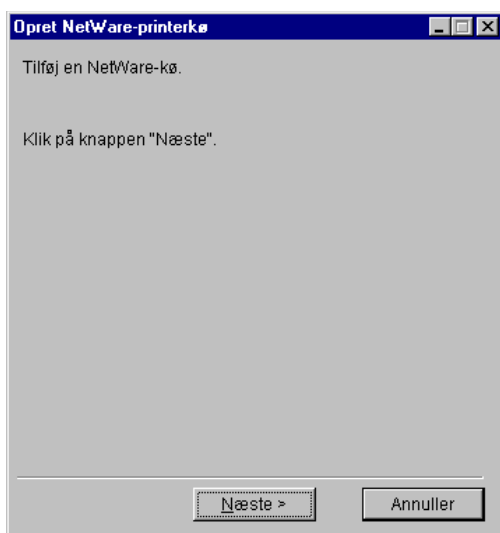 Opret NetWare-printerkø
Tilføj en NetWare-kø.
Klik på knappen "Næste".
Næste >
Annuller